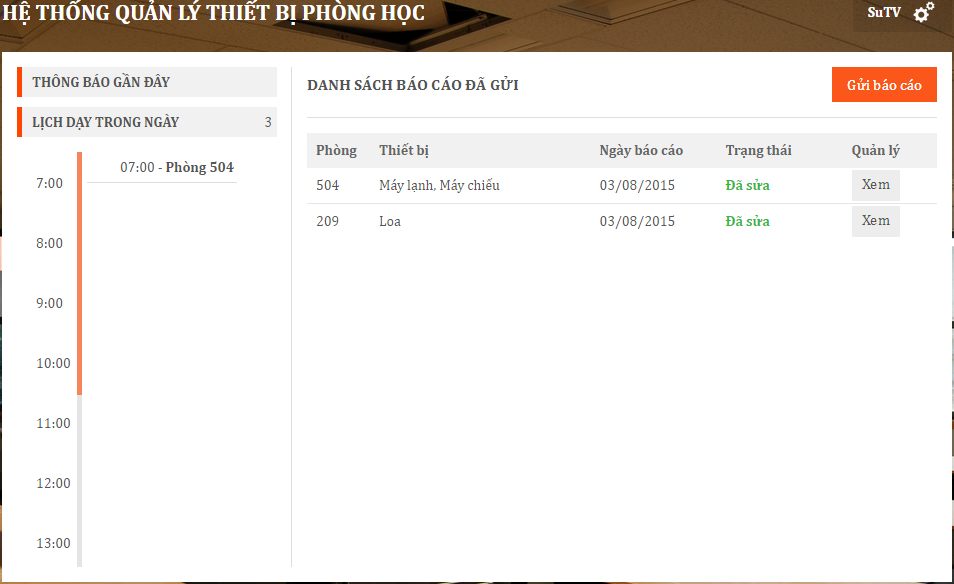 HỆ THỐNG QUẢN LÝ THIẾT BỊ PHÒNG HỌC
SuTV
THÔNG BÁO GẦN ĐÂY
LỊCH DẠY TRONG NGÀY 3
07:00 - Phòng 504
7:00
8:00
9:00
10:00
11:00
12:00
13:00
DANH SÁCH BÁO CÁO ĐÃ GỬI
Gửi báo cáo
Phòng Thiết bị Ngày báo cáo Trạng thái Quản lý
504 Máy lạnh, Máy chiếu 03/08/2015 Đã sửa Xem
209 Loa 03/08/2015 Đã sửa Xem